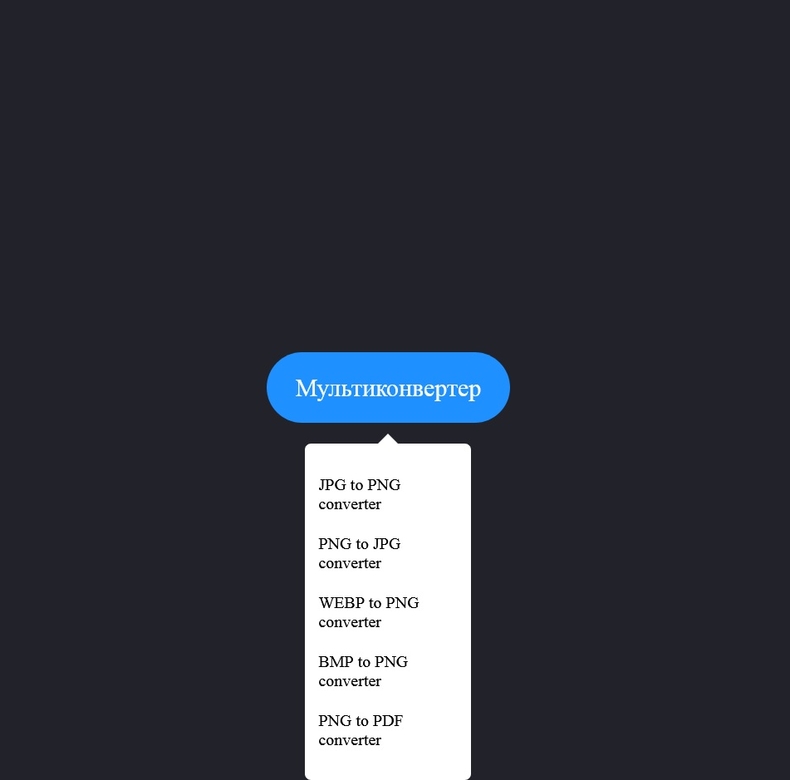 Мультиконвертер
JPG to PNG
converter
PNG to JPG
converter
WEBP to PNG
converter
BMP to PNG
converter
PNG to PDF
converter